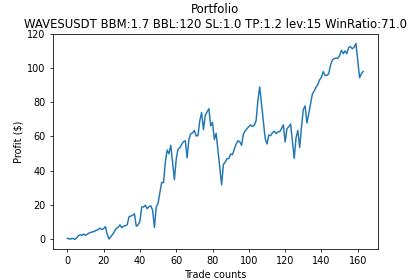 Portfolio
WAVESUSDT BBM:1.7 BBL:120 SL:1.0 TP:1.2 lev:15 WinRatio:71.0
120
100
80
60
40
20
0
Profit ($)
0 20 40 60 80 100 120 140 160
Trade counts